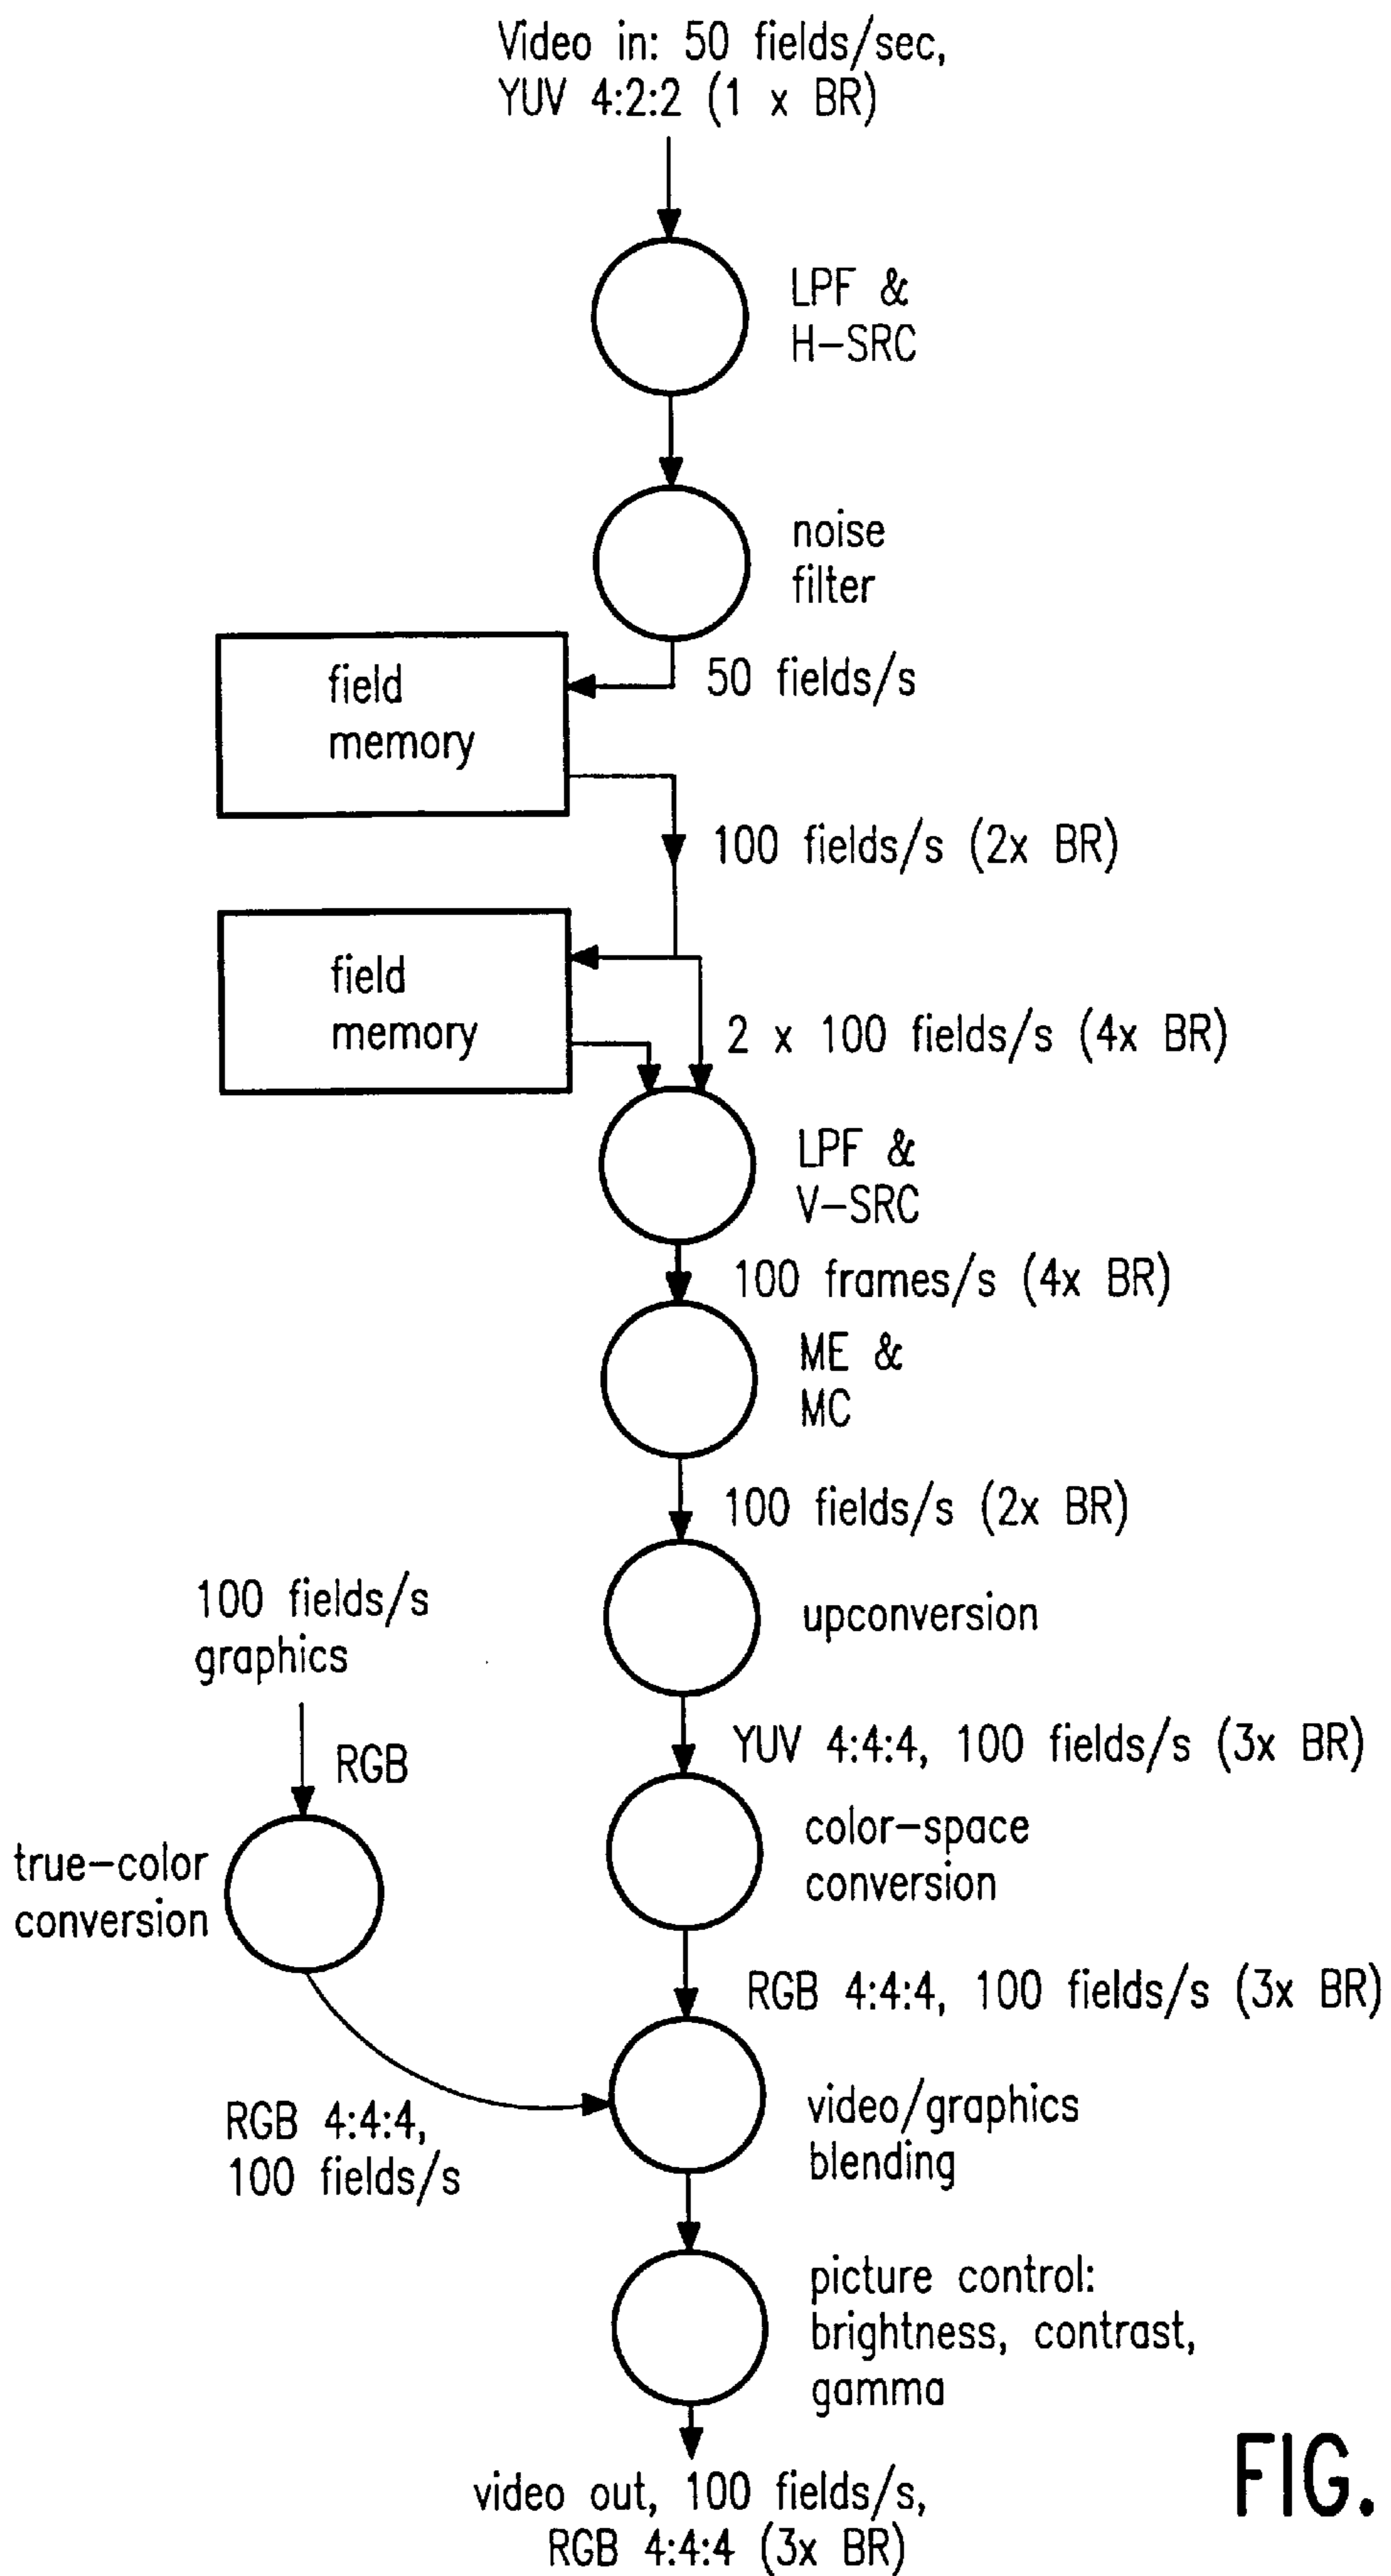 Video in: 50 fields/sec,
YUV 4:2:2 (1 x BR)
LPF &
H-SRC
noise
filter
field
memory
50 fields/s
100 fields/s (2x BR)
field
memory
2 x 100 fields/s (4x BR)
LPF &
V-SRC
100 frames/s (4x BR)
ME &
MC
100 fields/s (2x BR)
100 fields/s
graphics
upconversion
RGB
YUV 4:4:4, 100 fields/s (3x BR)
true-color
conversion
color-space
conversion
RGB 4:4:4, 100 fields/s (3x BR)
RGB 4:4:4,
100 fields/s
video/graphics
blending
picture control:
brightness, contrast,
gamma
video out, 100 fields/s,
RGB 4:4:4 (3x BR)
FIG.